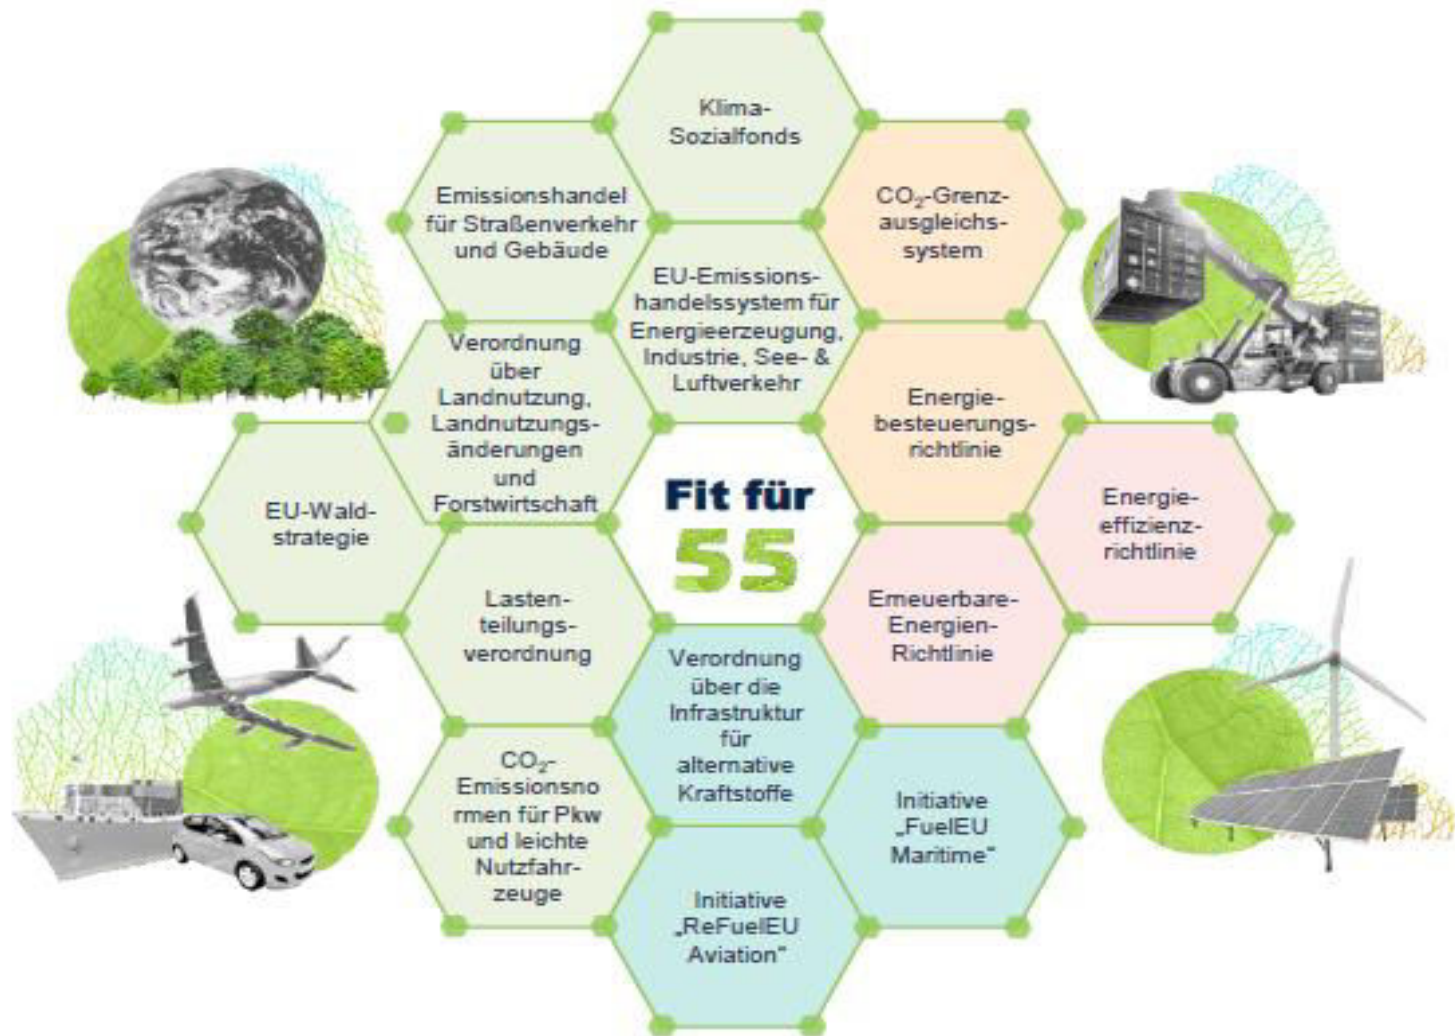 Klima-
Sozialfonds
Emissionshandel
für Straßenverkehr
und Gebäude
CO₂-Grenz-
ausgleichs-
system
EU-Emissions-
handelssystem für
Energieerzeugung,
Industrie, See- &
Luftverkehr
Verordnung
über
Landnutzung,
Landnutzungs-
änderungen
und
Forstwirtschaft
Energie-
besteuerungs-
richtlinie
EU-Wald-
strategie
Fit für
55
Energie-
effizienz-
richtlinie
Lasten-
teilungs-
verordnung
Erneuerbare-
Energien-
Richtlinie
Verordnung
über die
Infrastruktur
für
alternative
Kraftstoffe
CO₂-
Emissionsno
rmen für Pkw
und leichte
Nutzfahr-
zeuge
Initiative
„FuelEU
Maritime“
Initiative
„ReFuelEU
Aviation“